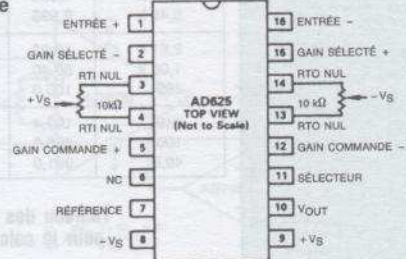 ENTRÉE + 1
GAIN SÉLECTÉ - 2
RTI NUL 3
+VS
10kΩ
RTI NUL 4
GAIN COMMANDE + 5
NC 6
RÉFÉRENCE 7
-VS 8
AD625
TOP VIEW
(Not to Scale)
16 ENTRÉE -
15 GAIN SÉLECTÉ +
14 RTO NUL
10 kΩ
-VS
13 RTO NUL
12 GAIN COMMANDE -
11 SÉLECTEUR
10 VOUT
9 +VS